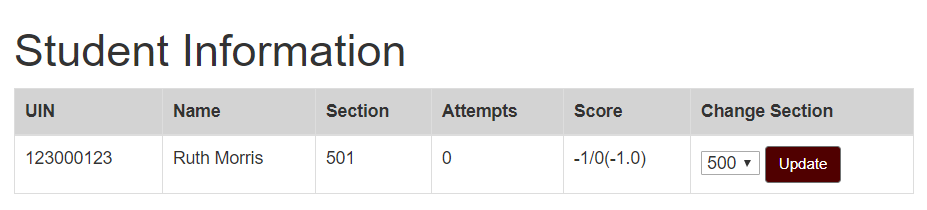 Student Information
UIN Name Section Attempts Score Change Section
123000123 Ruth Morris 501 0 -1/0(-1.0) 500 ▾ Update